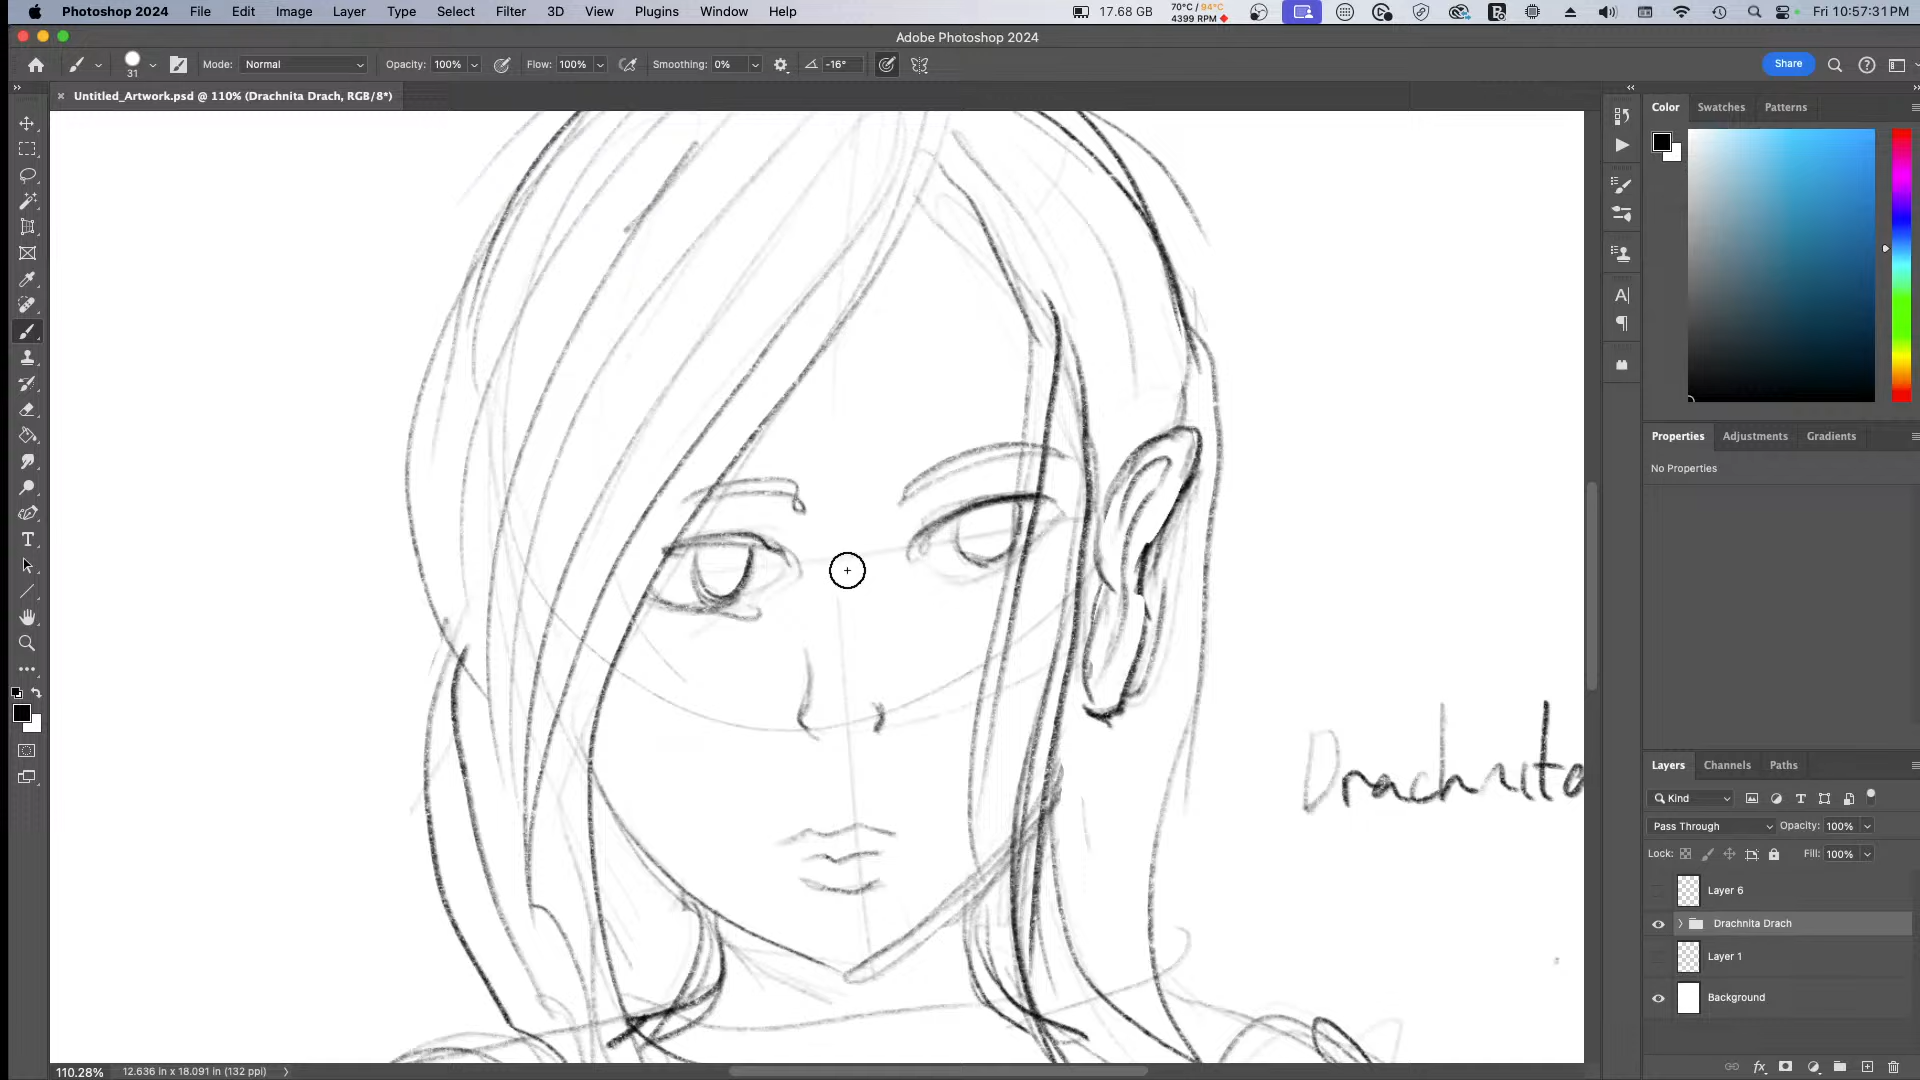 Photoshop 2024 File Edit Image Layer Type Select Filter 3D View Plugins Window Help 17.68 GB 70°C / 94°C 4399 RPM Fri 10:57:31 PM
Adobe Photoshop 2024
31 Mode: Normal Opacity: 100% Flow: 100% Smoothing: 0% -16° Share
Untitled_Artwork.psd @ 110% (Drachnita Drach, RGB/8*)
Color Swatches Patterns
Properties Adjustments Gradients
No Properties
Drachnita
Layers Channels Paths
Kind
Pass Through Opacity: 100%
Lock: Fill: 100%
Layer 6
Drachnita Drach
Layer 1
Background
110.28% 12.636 in x 18.091 in (132 ppi)